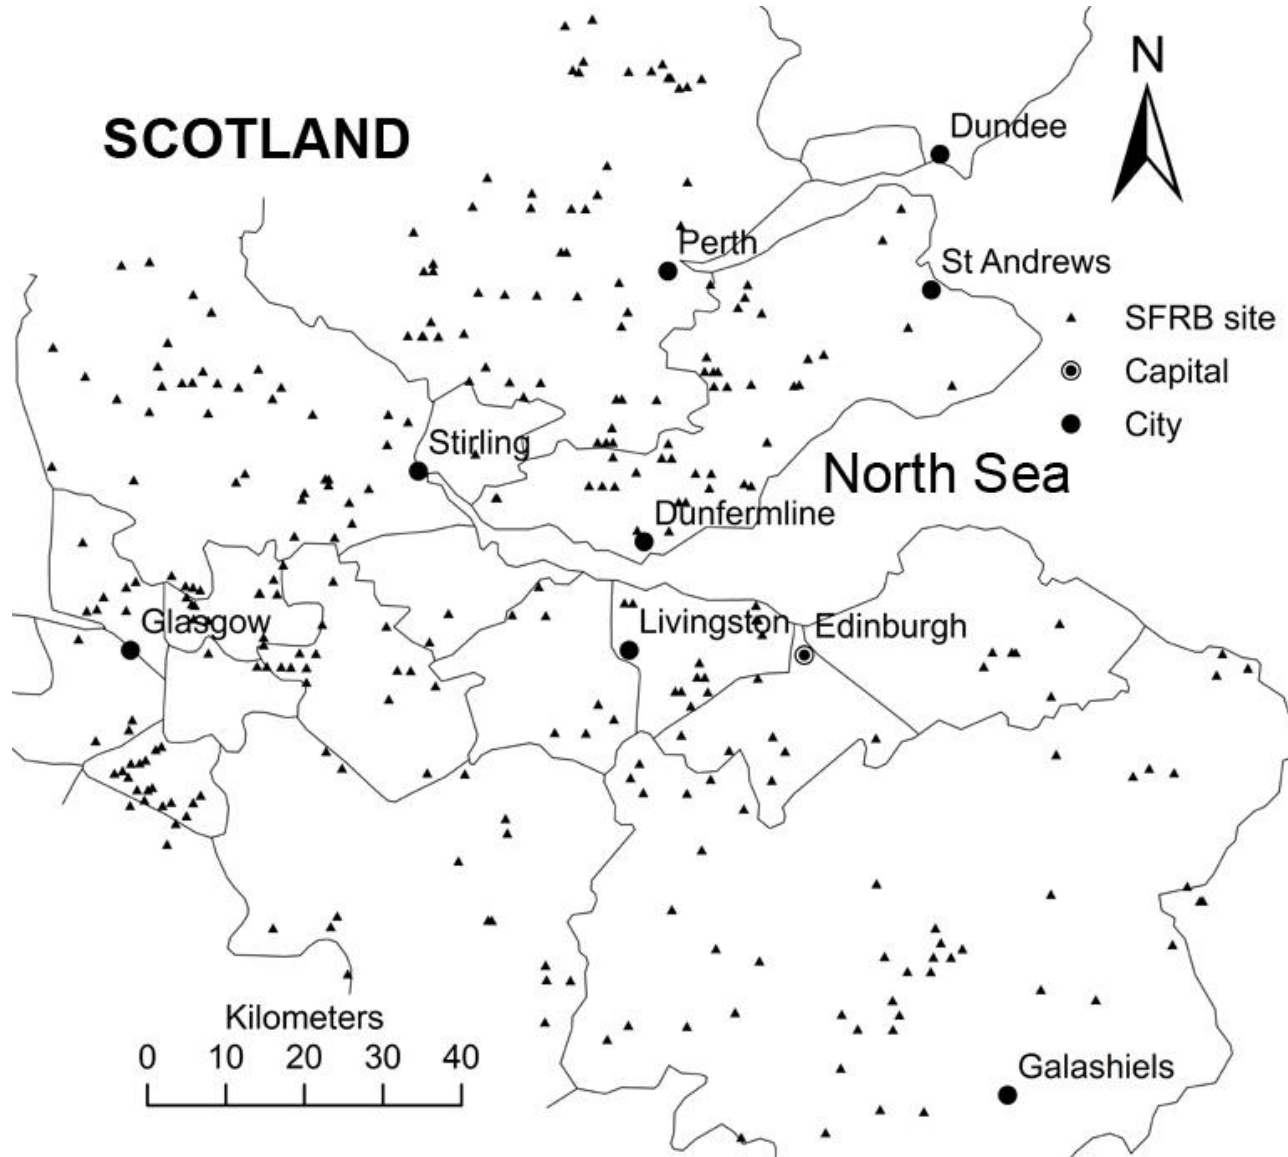 N
SCOTLAND
Dundee
Perth
St Andrews
SFRB site
Capital
City
Stirling
North Sea
Dunfermline
Glasgow
Livingston
Edinburgh
Kilometers
0 10 20 30 40
Galashiels